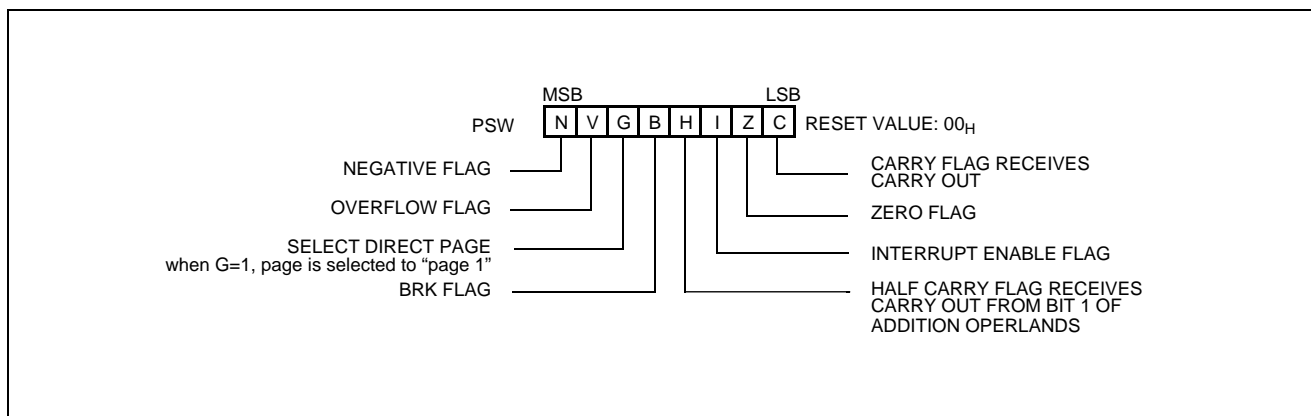 MSB LSB
PSW N V G B H I Z C RESET VALUE: 00H
NEGATIVE FLAG
OVERFLOW FLAG
SELECT DIRECT PAGE
when G=1, page is selected to “page 1”
BRK FLAG
CARRY FLAG RECEIVES
CARRY OUT
ZERO FLAG
INTERRUPT ENABLE FLAG
HALF CARRY FLAG RECEIVES
CARRY OUT FROM BIT 1 OF
ADDITION OPERLANDS